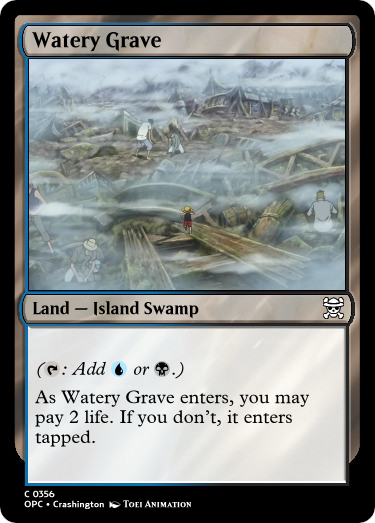 Watery Grave
Land — Island Swamp
(: Add or .)
As Watery Grave enters, you may
pay 2 life. If you don't, it enters
tapped.
C 0356
OPC • Crashington TOEI ANIMATION